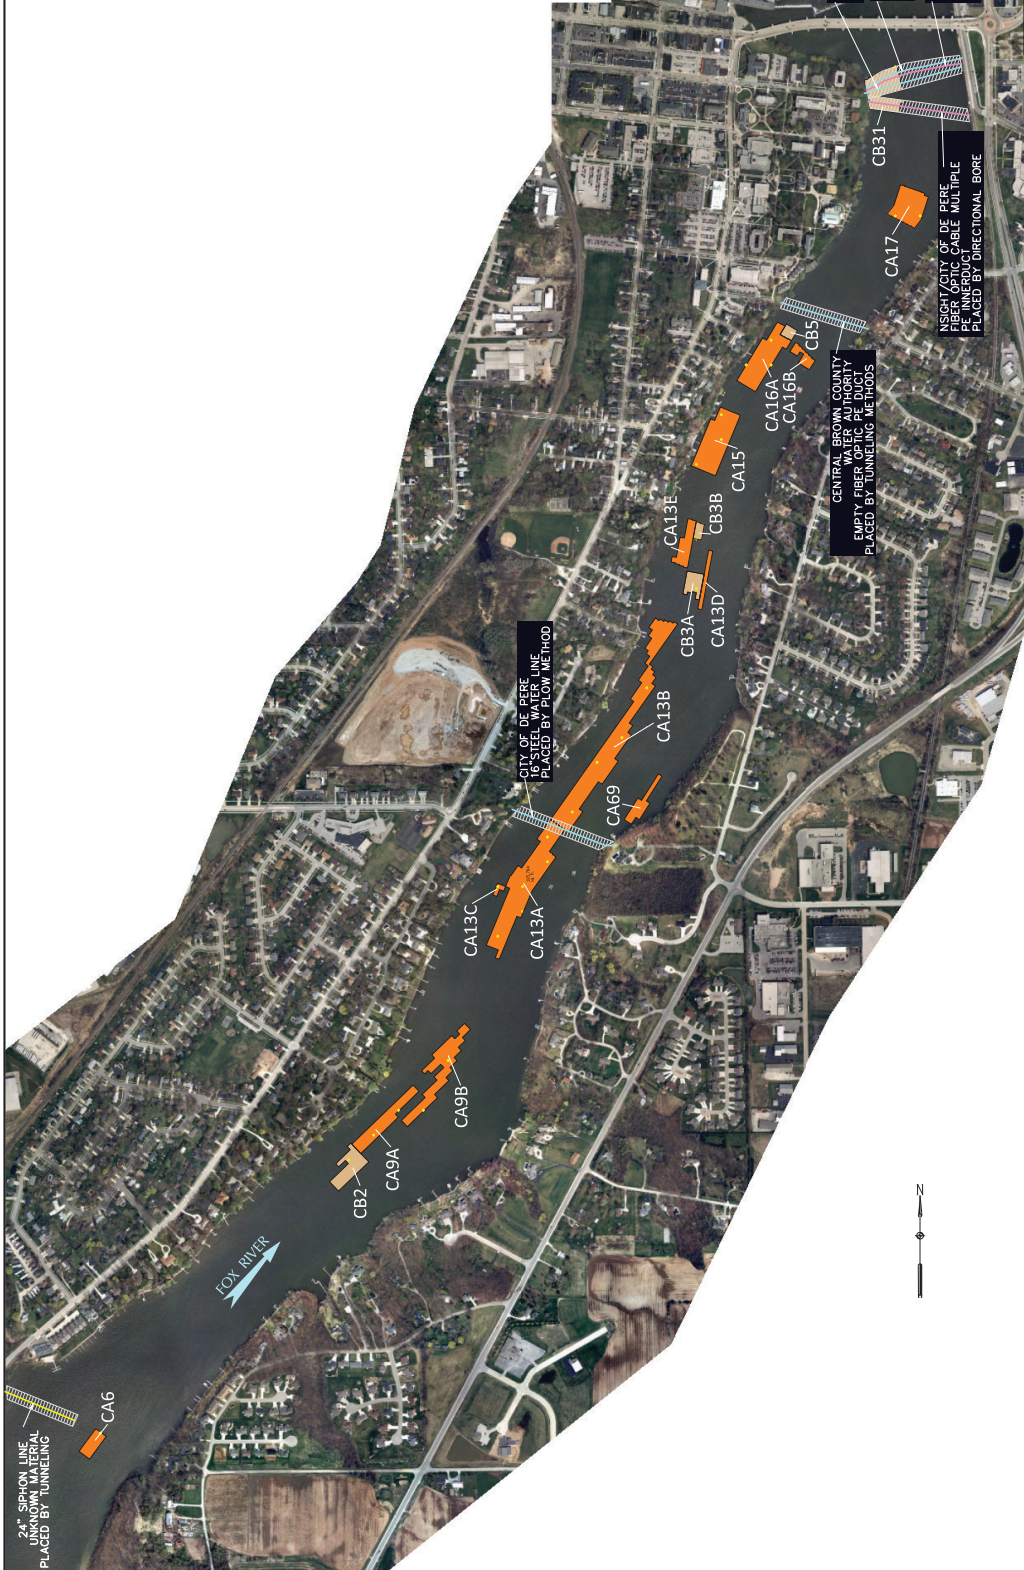 CB31
CA17
NSIGHT/CITY OF DE PERE
FIBER OPTIC CABLE MULTIPLE
PE INNERDUCT
PLACED BY DIRECTIONAL BORE
CB5
CA16A
CA16B
CENTRAL BROWN COUNTY
WATER AUTHORITY
EMPTY FIBER OPTIC PE DUCT
PLACED BY TUNNELING METHODS
CA15
CA13E
CB3B
CB3A
CA13D
CITY OF DE PERE
16" STEEL WATER LINE
PLACED BY PLOW METHOD
CA13B
CA69
CA13C
CA13A
CA9B
CA9A
CB2
N
FOX RIVER
CA6
24" SIPHON LINE
UNKNOWN MATERIAL
PLACED BY TUNNELING